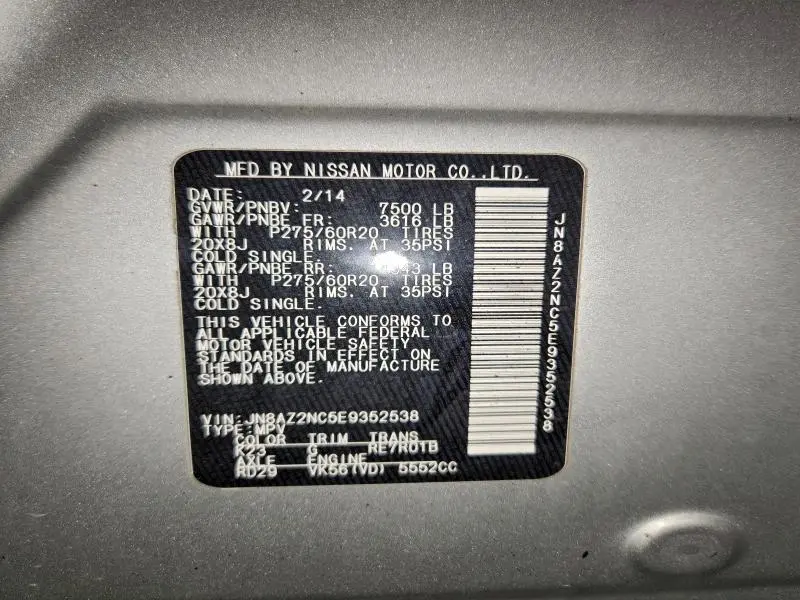 MFD BY NISSAN MOTOR CO.,LTD.
DATE: 2/14
GVWR/PNBV: 7500 LB
GAWR/PNBE FR: 3616 LB
WITH P275/60R20 TIRES
20X8J RIMS. AT 35PSI
COLD SINGLE.
GAWR/PNBE RR: LB
WITH P275/60R20 TIRES
20X8J RIMS. AT 35PSI
COLD SINGLE.
THIS VEHICLE CONFORMS TO
ALL APPLICABLE FEDERAL
MOTOR VEHICLE SAFETY
STANDARDS IN EFFECT ON
THE DATE OF MANUFACTURE
SHOWN ABOVE.
VIN: JN8AZ2NC5E9352538
TYPE: MPV
COLOR TRIM TRANS
K23 G RE7R01B
AXLE ENGINE
RD29 VK56(VD) 5552CC
JN8AZ2NC5E9352538